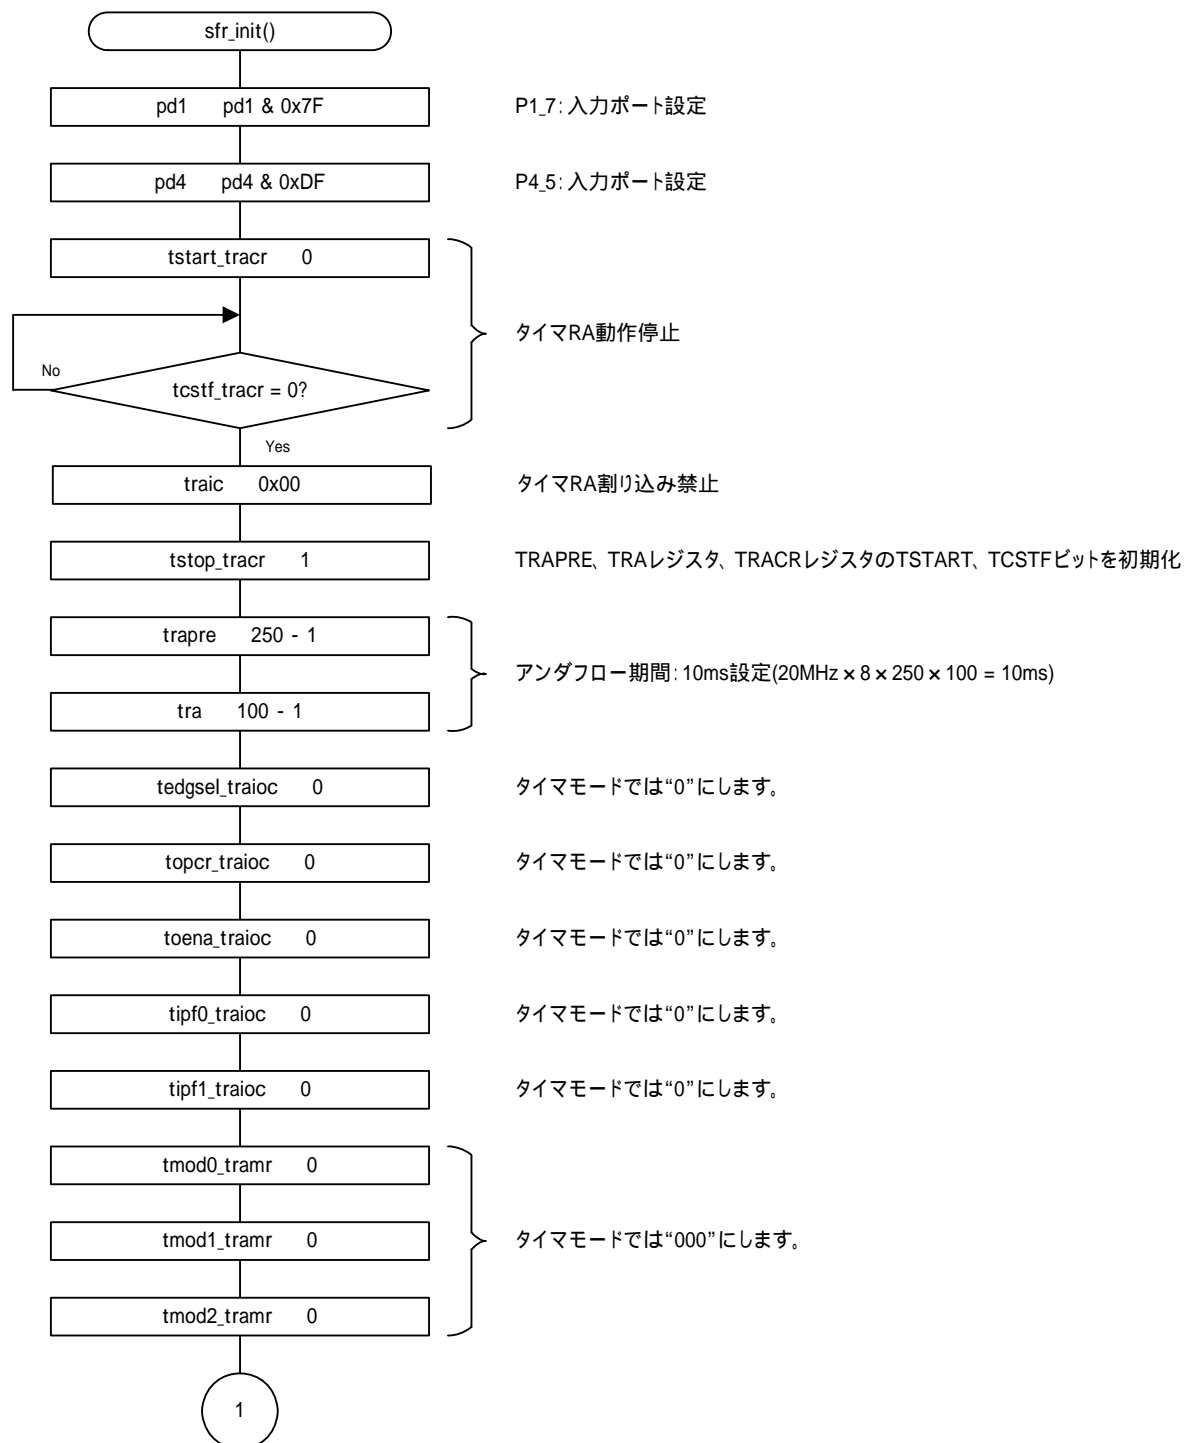 sfr_init()
pd1 pd1 & 0x7F P1_7: 入力ポート設定
pd4 pd4 & 0xDF P4_5: 入力ポート設定
tstart_tracr 0
タイマRA動作停止
No
tcstf_tracr = 0?
Yes
traic 0x00 タイマRA割り込み禁止
tstop_tracr 1 TRAPRE、TRAレジスタ、TRACRレジスタのTSTART、TCSTFビットを初期化
trapre 250 - 1
アンダフロー期間: 10ms設定(20MHz × 8 × 250 × 100 = 10ms)
tra 100 - 1
tedgsel_traioc 0 タイマモードでは“0”にします。
topcr_traioc 0 タイマモードでは“0”にします。
toena_traioc 0 タイマモードでは“0”にします。
tipf0_traioc 0 タイマモードでは“0”にします。
tipf1_traioc 0 タイマモードでは“0”にします。
tmod0_tramr 0
tmod1_tramr 0 タイマモードでは“000”にします。
tmod2_tramr 0
1